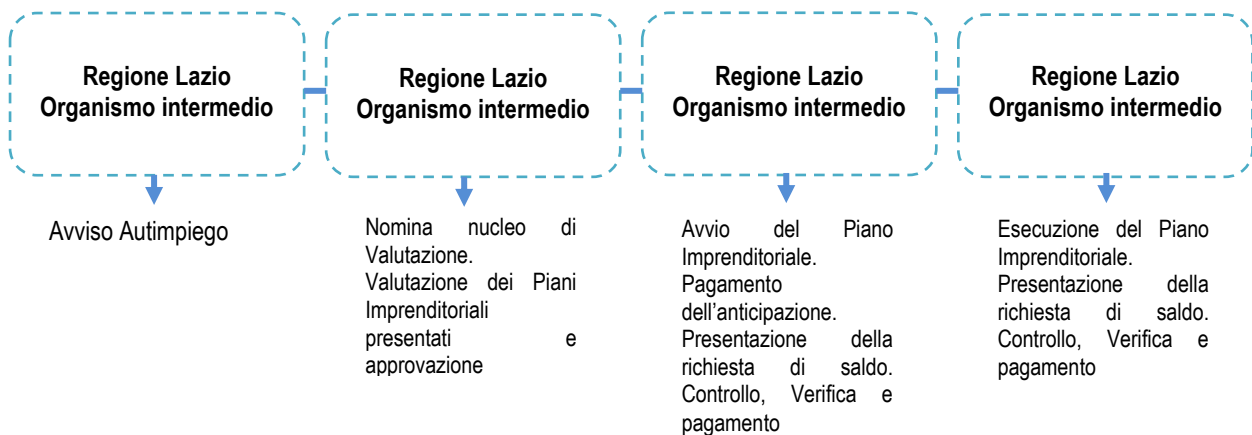 Regione Lazio
Organismo intermedio
Regione Lazio
Organismo intermedio
Regione Lazio
Organismo intermedio
Regione Lazio
Organismo intermedio
Avviso Autimpiego
Nomina nucleo di
Valutazione.
Valutazione dei Piani
Imprenditoriali
presentati e
approvazione
Avvio del Piano
Imprenditoriale.
Pagamento
dell’anticipazione.
Presentazione della
richiesta di saldo.
Controllo, Verifica e
pagamento
Esecuzione del Piano
Imprenditoriale.
Presentazione della
richiesta di saldo.
Controllo, Verifica e
pagamento